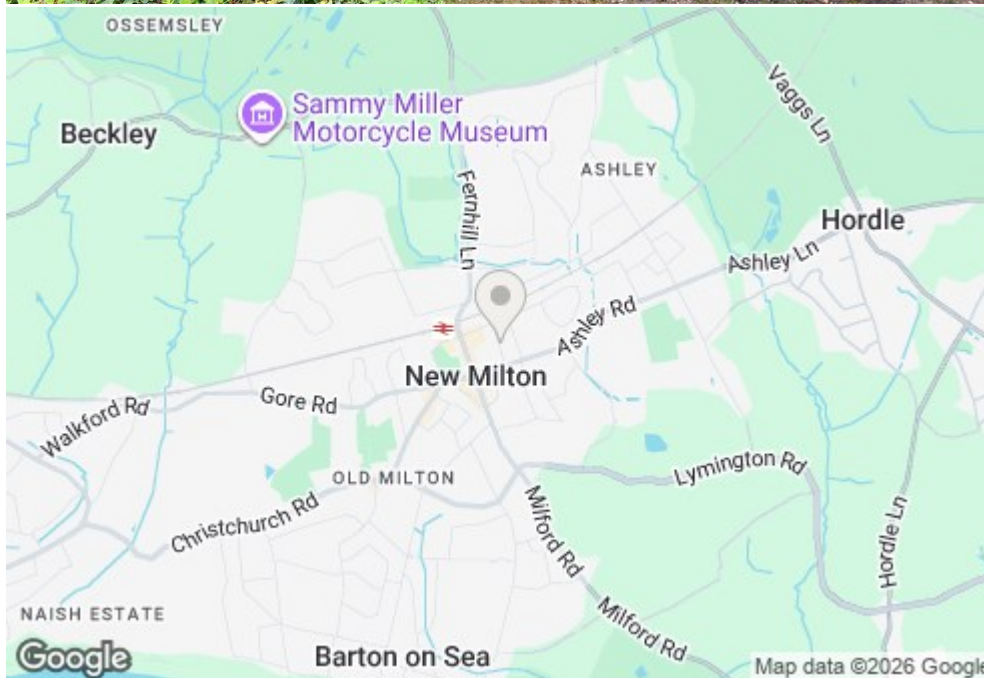 OSSEMSLEY
Beckley
Sammy Miller
Motorcycle Museum
Vaggs Ln
ASHLEY
Fernhill Ln
Hordle
Ashley Ln
Ashley Rd
New Milton
Gore Rd
Walkford Rd
OLD MILTON
Lymington Rd
Christchurch Rd
Milford Rd
Hordle Ln
NAISH ESTATE
Milford Rd
Barton on Sea
Google
Map data ©2026 Google